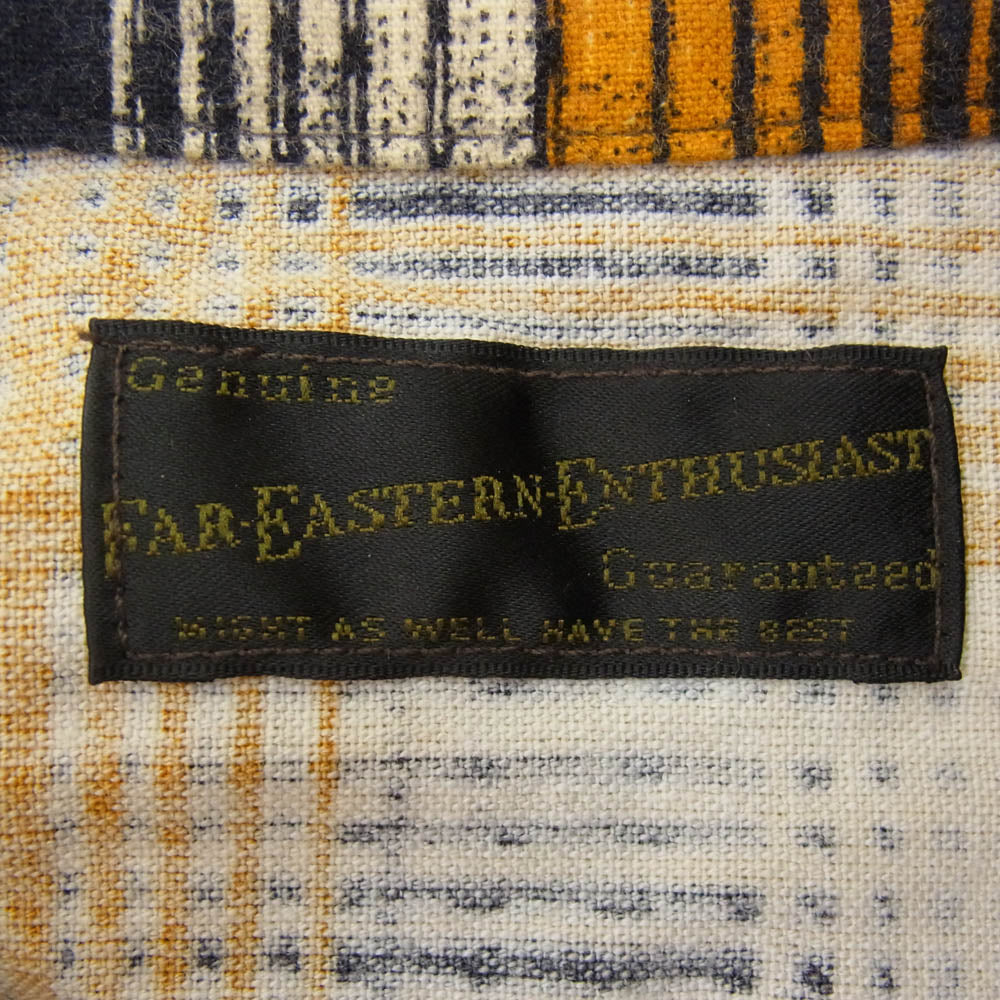 Genuine
FAR-EASTERN-ENTHUSIAST
Guaranteed
MIGHT AS WELL HAVE THE BEST